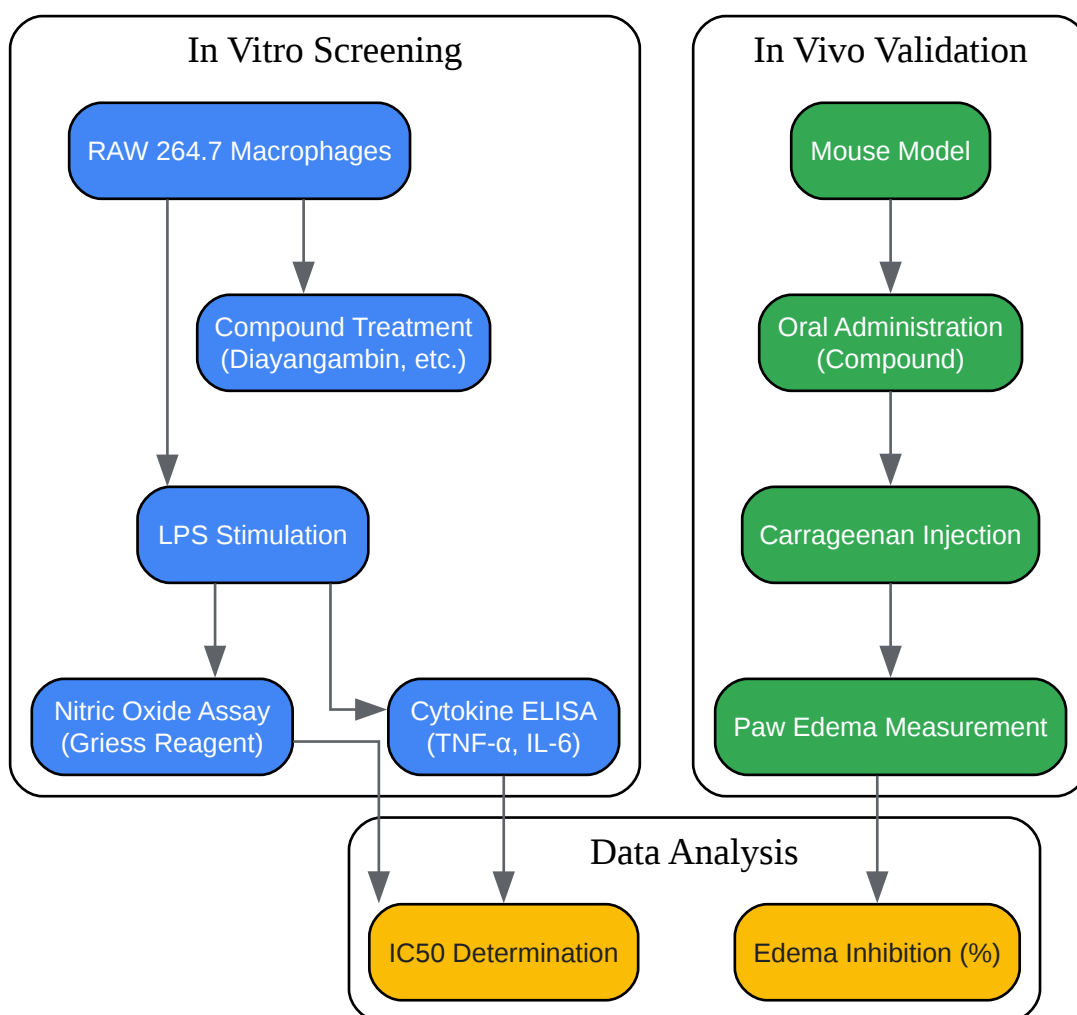 In Vitro Screening
RAW 264.7 Macrophages
Compound Treatment
(Diayangambin, etc.)
LPS Stimulation
Nitric Oxide Assay
(Griess Reagent)
Cytokine ELISA
(TNF-α, IL-6)
In Vivo Validation
Mouse Model
Oral Administration
(Compound)
Carrageenan Injection
Paw Edema Measurement
Data Analysis
IC50 Determination
Edema Inhibition (%)